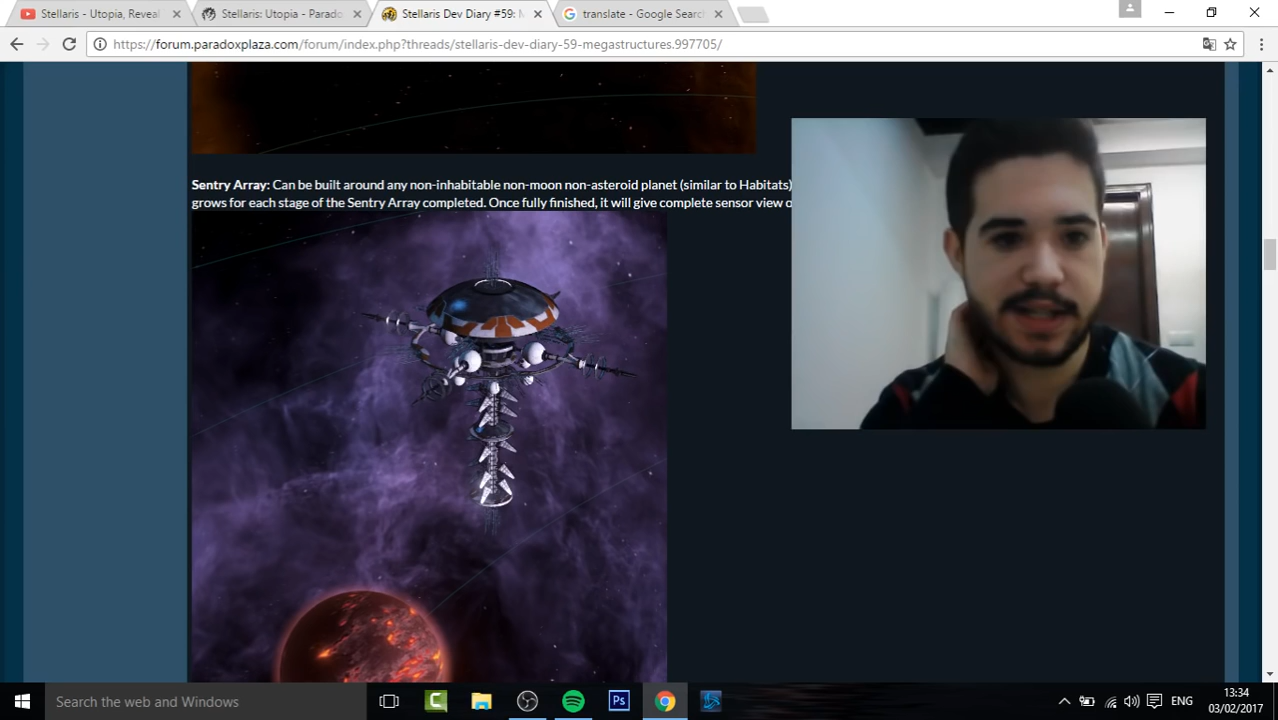 Stellaris - Utopia, Reveal
Stellaris: Utopia - Parado
Stellaris Dev Diary #59: M
translate - Google Search
https://forum.paradoxplaza.com/forum/index.php?threads/stellaris-dev-diary-59-megastructures.997705/
Sentry Array: Can be built around any non-inhabitable non-moon non-asteroid planet (similar to Habitats)
grows for each stage of the Sentry Array completed. Once fully finished, it will give complete sensor view o
Search the web and Windows
Ps
ENG
13:34
03/02/2017